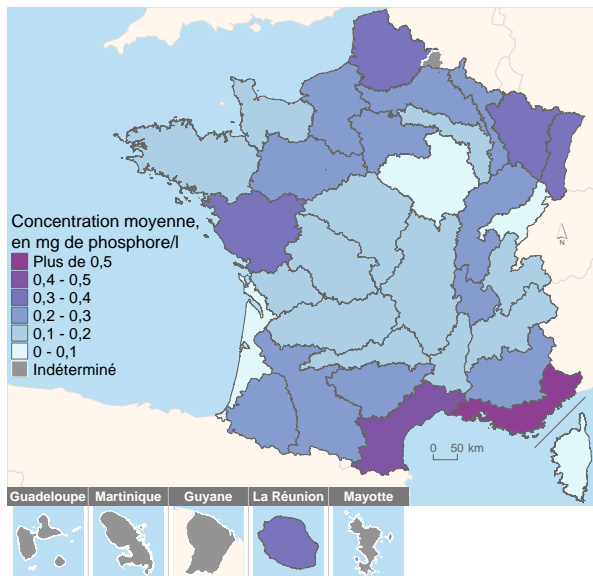 Concentration moyenne,
en mg de phosphore/l
Plus de 0,5
0,4 - 0,5
0,3 - 0,4
0,2 - 0,3
0,1 - 0,2
0 - 0,1
Indéterminé
N
0 50 km
Guadeloupe Martinique Guyane La Réunion Mayotte